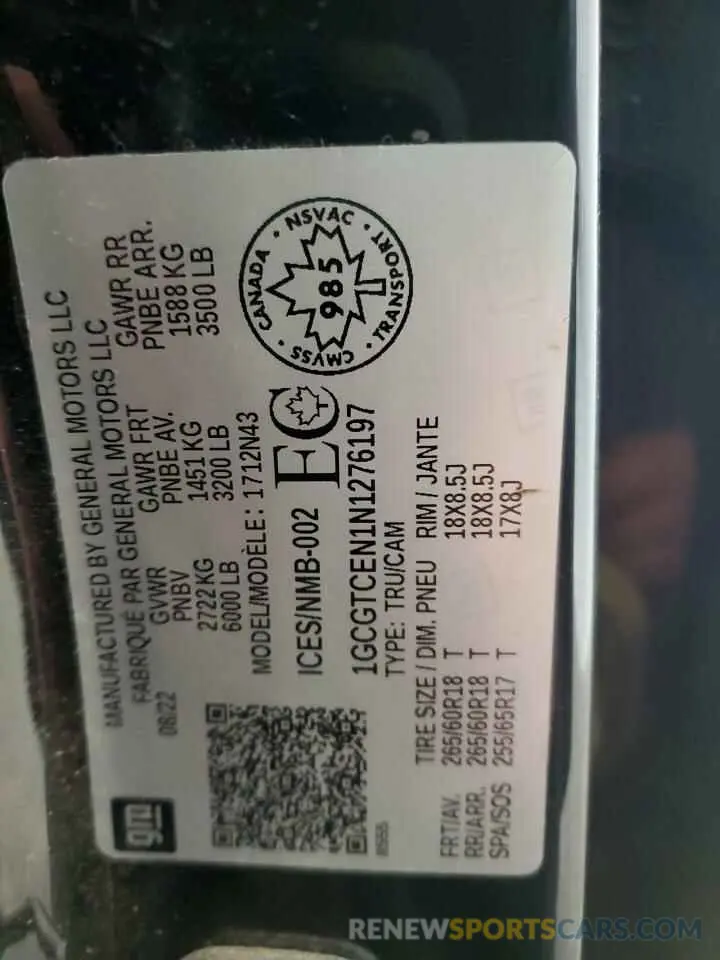 MANUFACTURED BY GENERAL MOTORS LLC
FABRIQUÉ PAR GENERAL MOTORS LLC
08/22 GVWR GAWR FRT GAWR RR
PNBV PNBE AV. PNBE ARR.
2722 KG 1451 KG 1588 KG
6000 LB 3200 LB 3500 LB
MODEL/MODÈLE: 1712N43
ICES/NMB-002 EC
CANADA • NSVAC • TRANSPORT • CMVSS •
985
1GCGTCEN1N1276197
TYPE: TRU/CAM
TIRE SIZE / DIM. PNEU RIM / JANTE
FRT/AV. 265/60R18 T 18X8.5J
RR/ARR. 265/60R18 T 18X8.5J
SPA/SOS 255/65R17 T 17X8J
gm
RENEWSPORTSCARS.COM